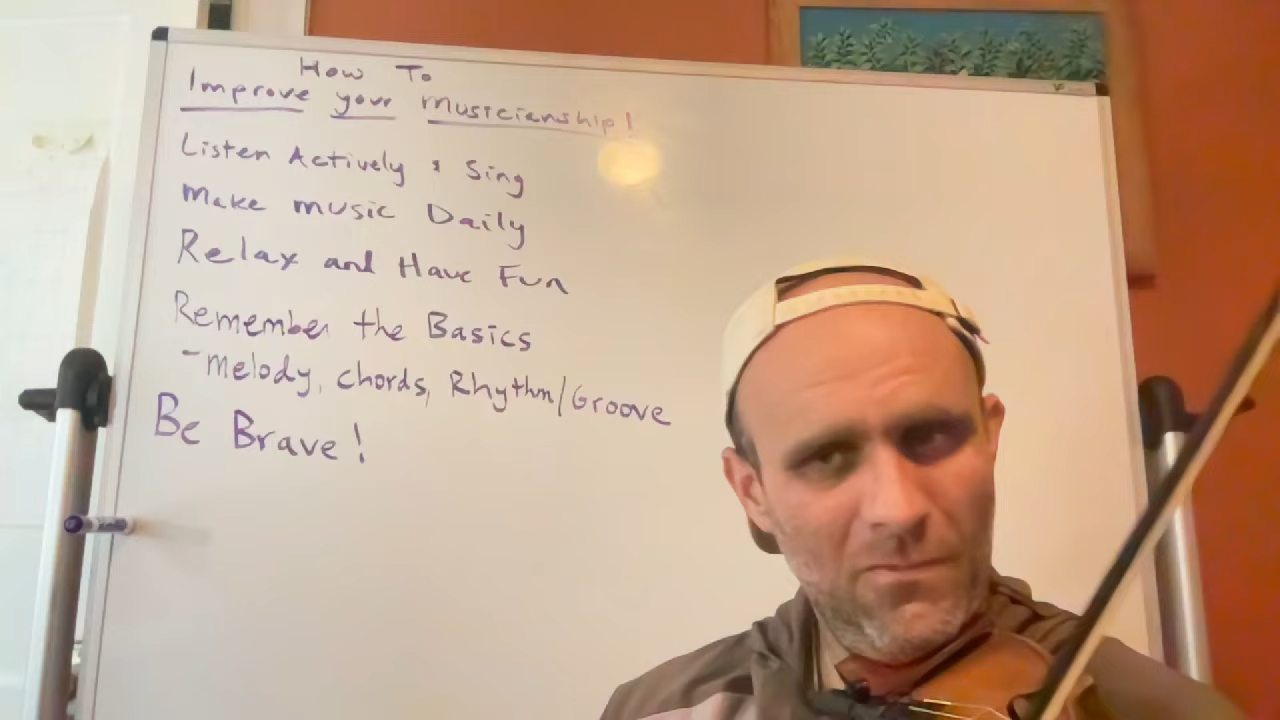 How To
Improve your musicianship!
Listen Actively & Sing
make music Daily
Relax and Have Fun
Remember the Basics
- Melody, chords, Rhythm/Groove
Be Brave!